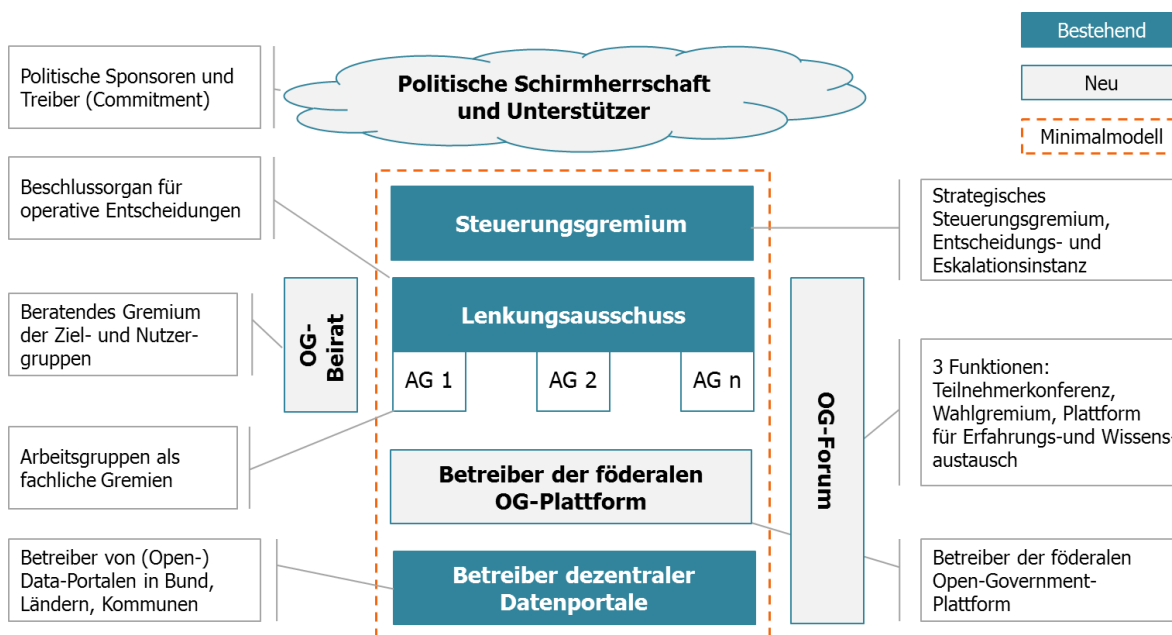 Bestehend
Neu
Minimalmodell
Politische Sponsoren und
Treiber (Commitment)
Politische Schirmherrschaft
und Unterstützer
Beschlussorgan für
operative Entscheidungen
Steuerungsgremium
Strategisches
Steuerungsgremium,
Entscheidungs- und
Eskalationsinstanz
Beratendes Gremium
der Ziel- und Nutzer-
gruppen
OG-
Beirat
Lenkungsausschuss
AG 1
AG 2
AG n
OG-Forum
3 Funktionen:
Teilnehmerkonferenz,
Wahlgremium, Plattform
für Erfahrungs-und Wissens-
austausch
Arbeitsgruppen als
fachliche Gremien
Betreiber der föderalen
OG-Plattform
Betreiber von (Open-)
Data-Portalen in Bund,
Ländern, Kommunen
Betreiber dezentraler
Datenportale
Betreiber der föderalen
Open-Government-
Plattform